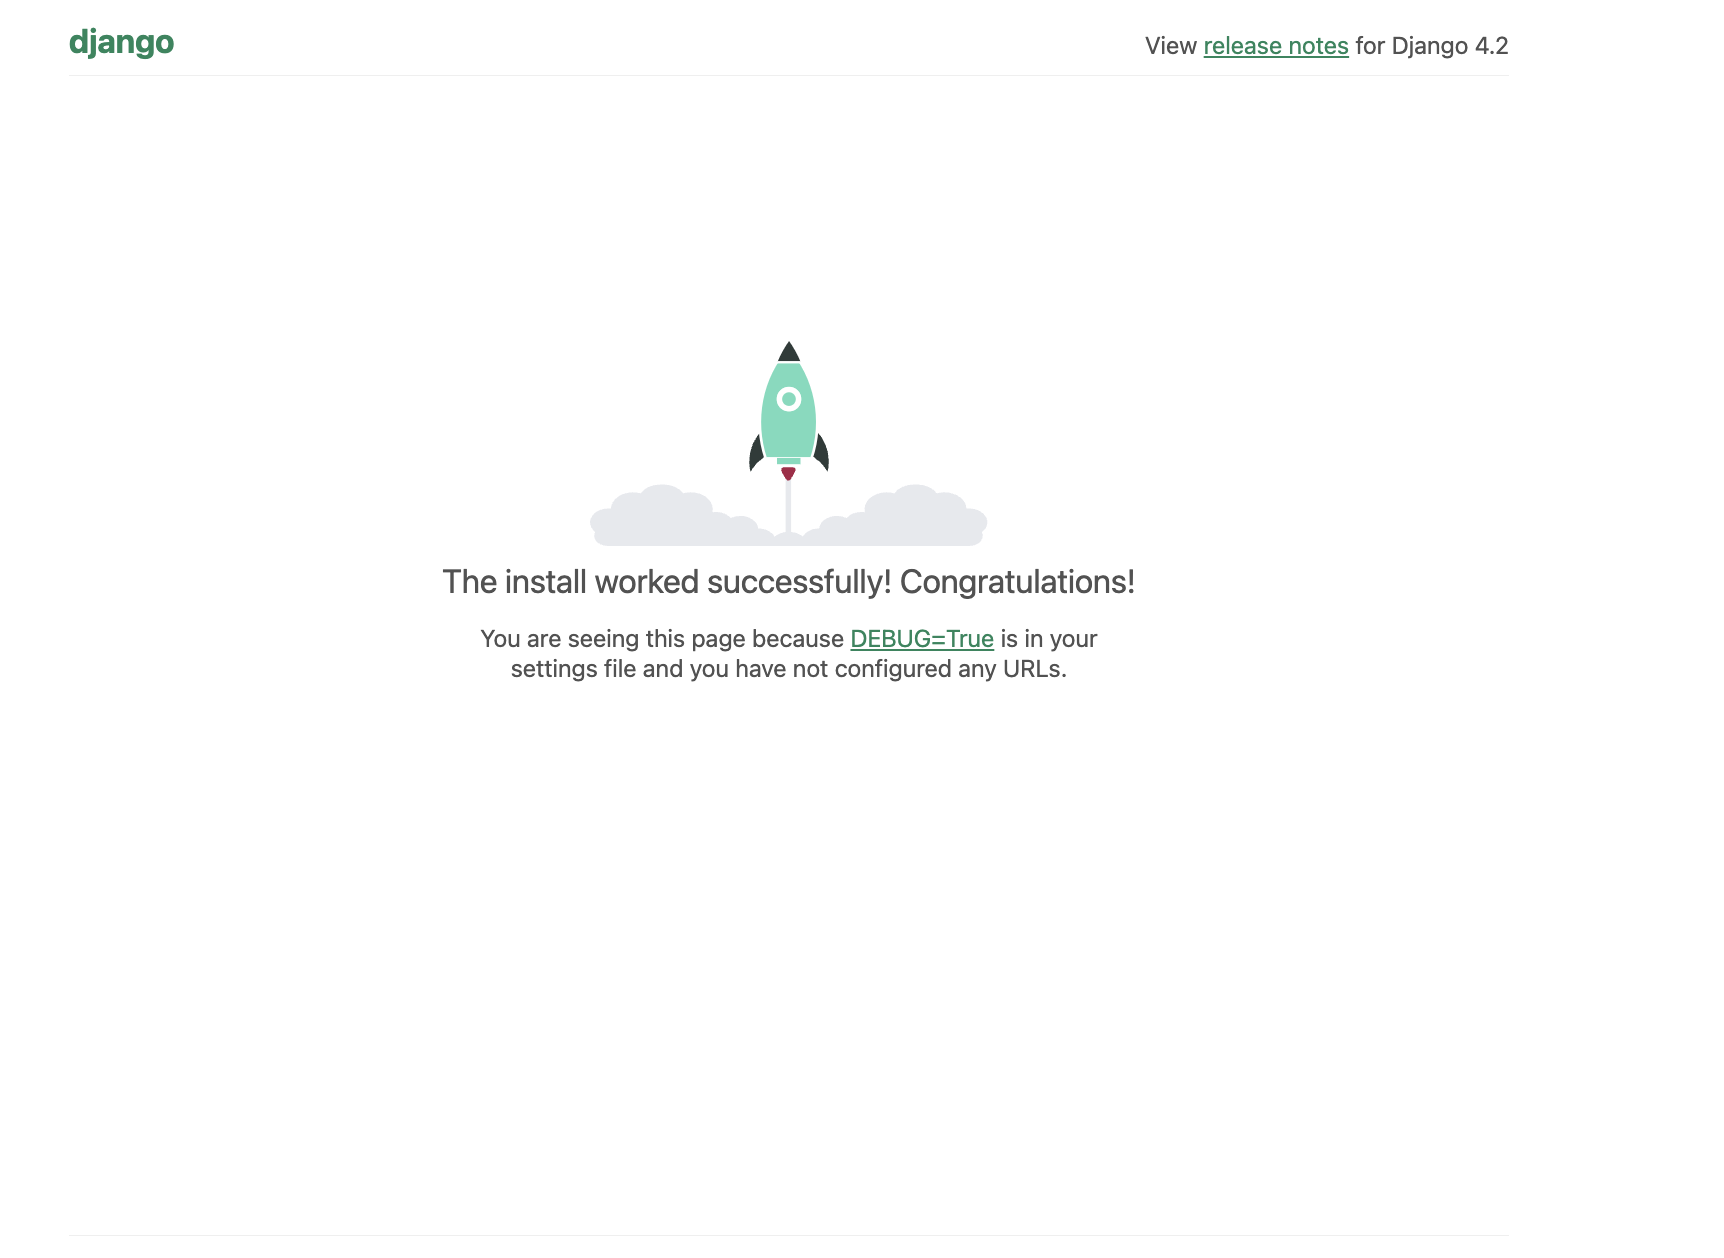 django
View release notes for Django 4.2
The install worked successfully! Congratulations!
You are seeing this page because DEBUG=True is in your
settings file and you have not configured any URLs.